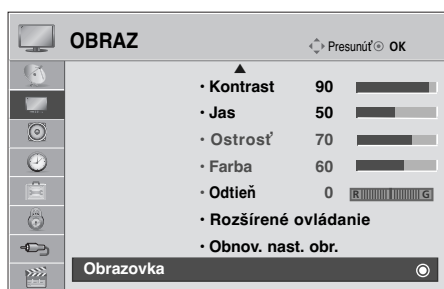 OBRAZ
Presunúť OK
• Kontrast 90
• Jas 50
• Ostrosť 70
• Farba 60
• Odtieň 0 R G
• Rozšírené ovládanie
• Obnov. nast. obr.
Obrazovka